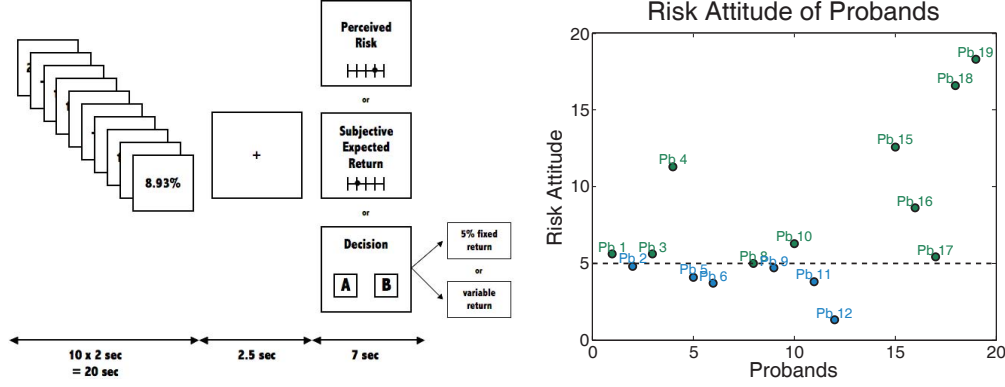 Perceived
Risk
or
Subjective
Expected
Return
+
8.93%
or
Decision
5% fixed
return
A
B
or
variable
return
10 x 2 sec
= 20 sec
2.5 sec
7 sec
Risk Attitude of Probands
Risk Attitude
20
15
10
5
0
Pb 19
Pb 18
Pb 15
Pb 4
Pb 16
Pb 10
Pb 1
Pb 3
Pb 17
Pb 8
Pb 2
Pb 9
Pb 5
Pb 6
Pb 11
Pb 12
0
5
10
15
20
Probands